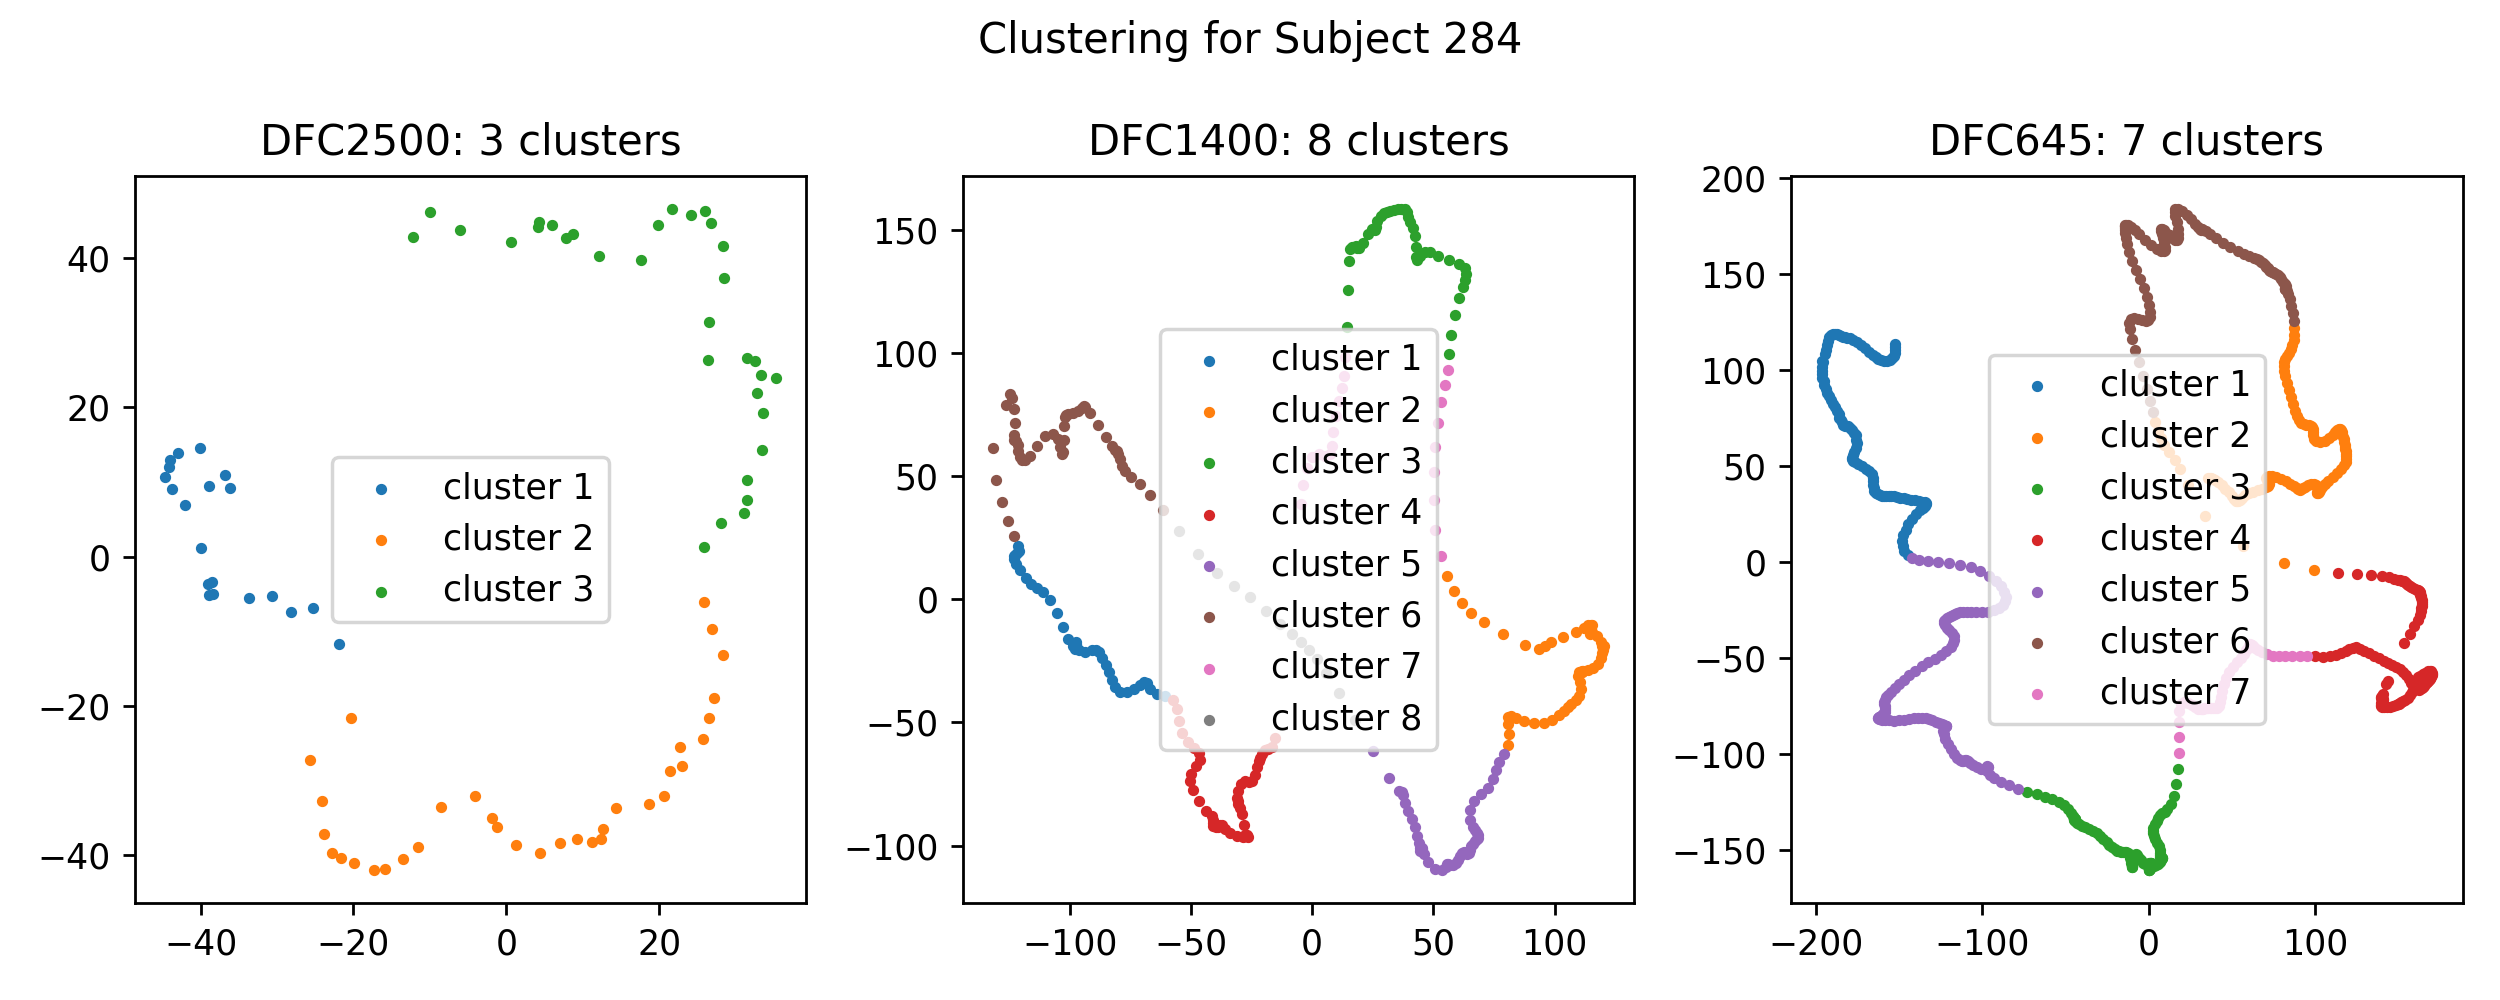 Clustering for Subject 284
DFC2500: 3 clusters
40
20
0
−20
−40
−40
−20
0
20
cluster 1
cluster 2
cluster 3
DFC1400: 8 clusters
150
100
50
0
−50
−100
−100
−50
0
50
100
cluster 1
cluster 2
cluster 3
cluster 4
cluster 5
cluster 6
cluster 7
cluster 8
DFC645: 7 clusters
200
150
100
50
0
−50
−100
−150
−200
−100
0
100
cluster 1
cluster 2
cluster 3
cluster 4
cluster 5
cluster 6
cluster 7